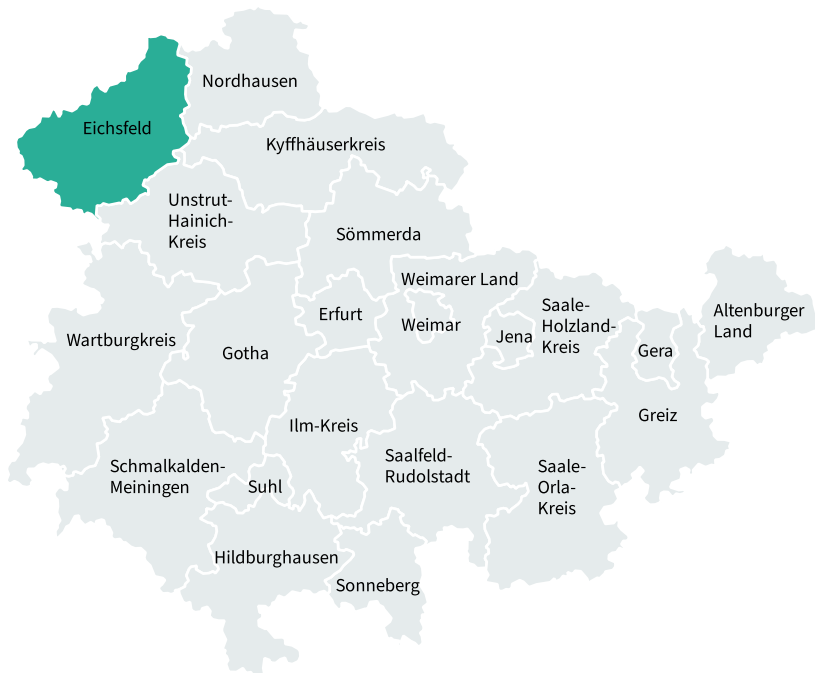 Nordhausen
Eichsfeld
Kyffhäuserkreis
Unstrut-
Hainich-
Kreis
Sömmerda
Weimarer Land
Saale-
Holzland-
Kreis
Altenburger
Land
Erfurt
Weimar
Jena
Wartburgkreis
Gotha
Gera
Greiz
Ilm-Kreis
Saalfeld-
Rudolstadt
Schmalkalden-
Meiningen
Suhl
Saale-
Orla-
Kreis
Hildburghausen
Sonneberg